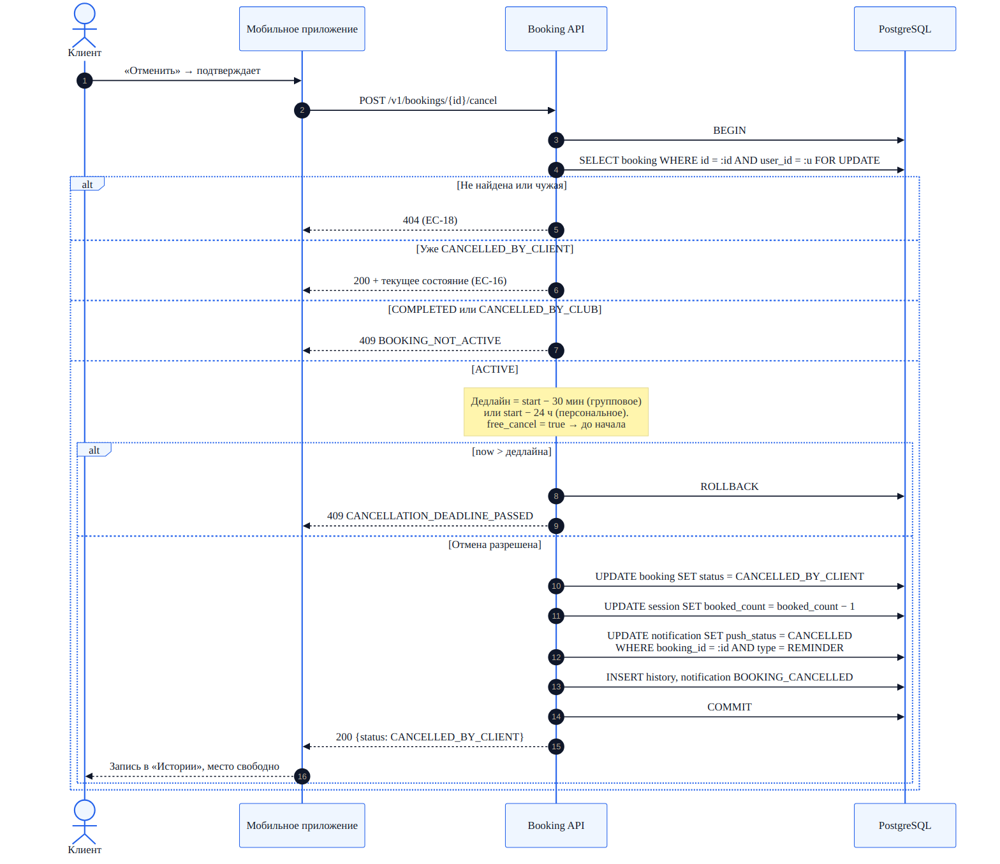 Клиент
Мобильное приложение
Booking API
PostgreSQL
«Отменить» → подтверждает
1
POST /v1/bookings/{id}/cancel
2
BEGIN
3
SELECT booking WHERE id = :id AND user_id = :u FOR UPDATE
4
alt
[Не найдена или чужая]
404 (EC-18)
5
[Уже CANCELLED_BY_CLIENT]
200 + текущее состояние (EC-16)
6
[COMPLETED или CANCELLED_BY_CLUB]
409 BOOKING_NOT_ACTIVE
7
[ACTIVE]
Дедлайн = start − 30 мин (групповое)
или start − 24 ч (персональное).
free_cancel = true → до начала
alt
[now > дедлайна]
ROLLBACK
8
409 CANCELLATION_DEADLINE_PASSED
9
[Отмена разрешена]
UPDATE booking SET status = CANCELLED_BY_CLIENT
10
UPDATE session SET booked_count = booked_count − 1
11
UPDATE notification SET push_status = CANCELLED
WHERE booking_id = :id AND type = REMINDER
12
INSERT history, notification BOOKING_CANCELLED
13
COMMIT
14
200 {status: CANCELLED_BY_CLIENT}
15
Запись в «Истории», место свободно
16
Клиент
Мобильное приложение
Booking API
PostgreSQL